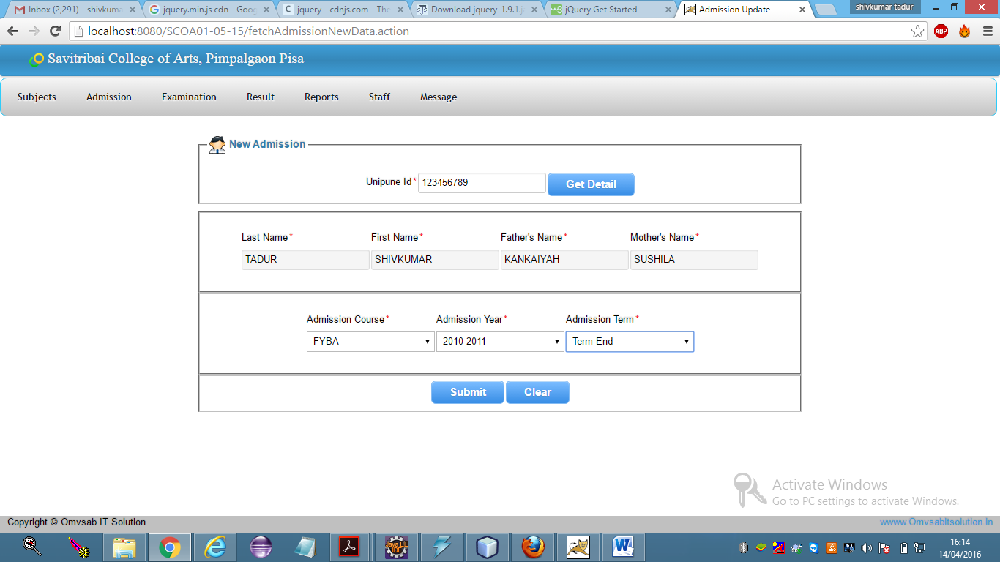 Inbox (2,291) - shivkuma
jquery.min.js cdn - Goog
jquery - cdnjs.com - The
Download jquery-1.9.1.j
jQuery Get Started
Admission Update
shivkumar tadur
localhost:8080/SCOA01-05-15/fetchAdmissionNewData.action
ABP
Savitribai College of Arts, Pimpalgaon Pisa
Subjects Admission Examination Result Reports Staff Message
New Admission
Unipune Id* 123456789 Get Detail
Last Name* First Name* Father's Name* Mother's Name*
TADUR SHIVKUMAR KANKAIYAH SUSHILA
Admission Course* Admission Year* Admission Term*
FYBA 2010-2011 Term End
Submit Clear
Activate Windows
Go to PC settings to activate Windows.
Copyright © Omvsab IT Solution
wwww.Omvsabitsolution.in
Java EE
IDE
16:14
14/04/2016